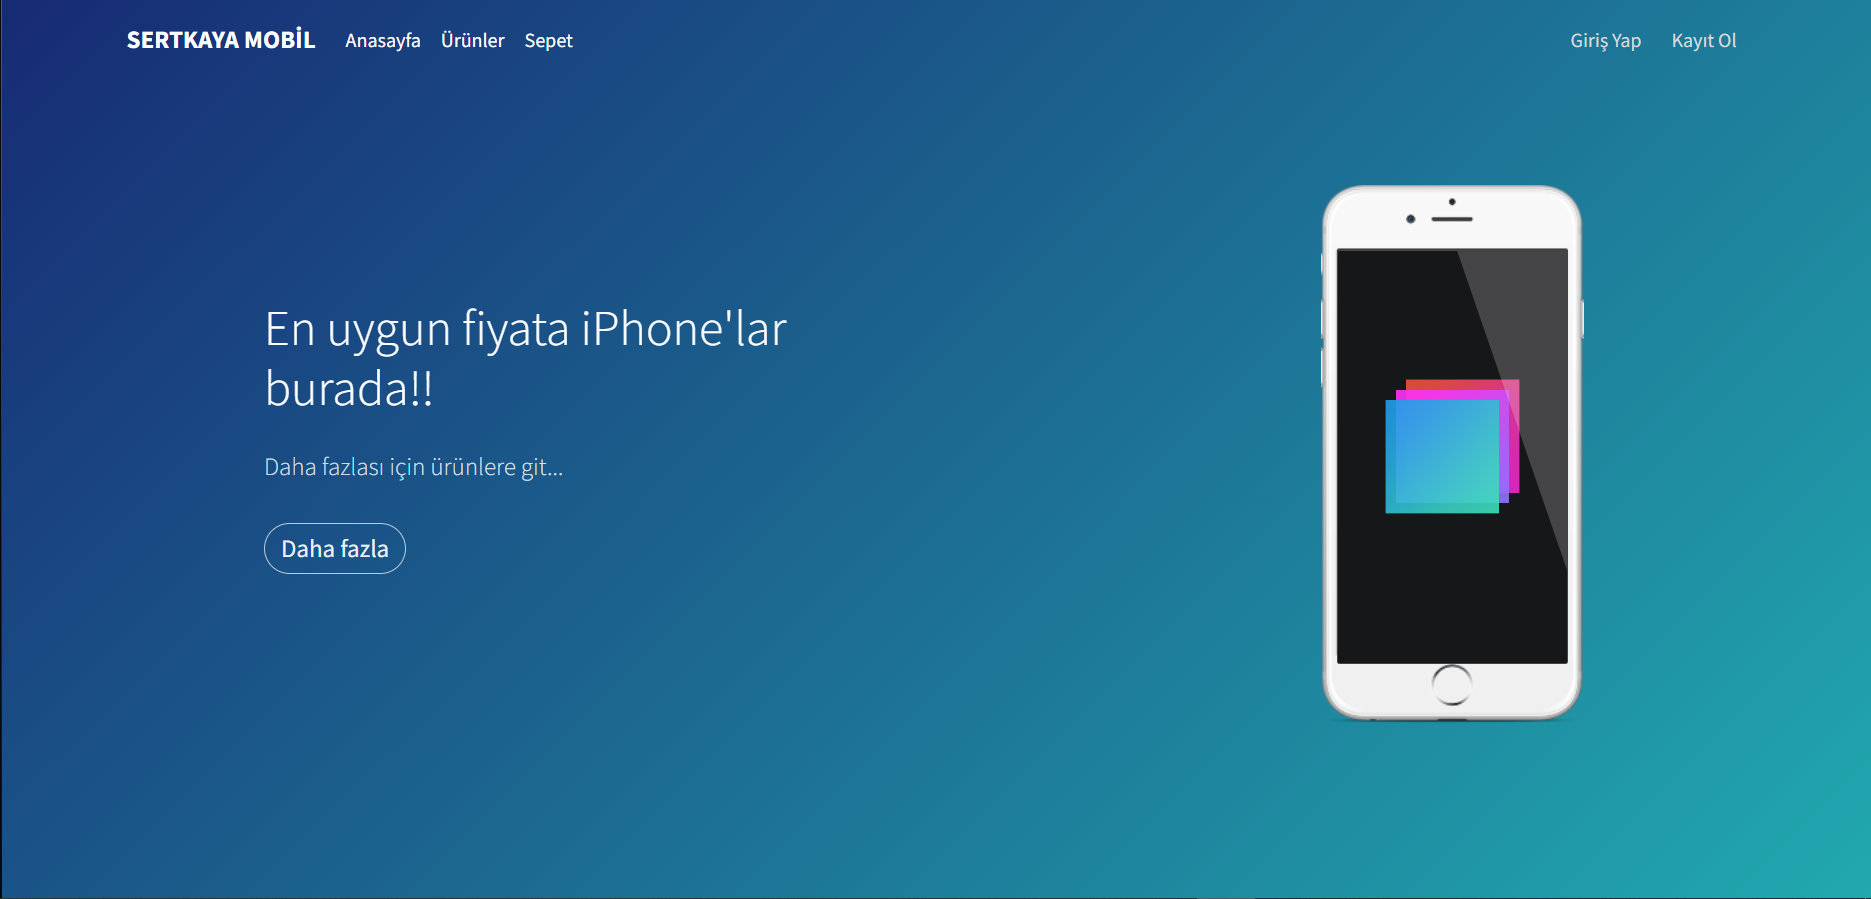 SERTKAYA MOBİL Anasayfa Ürünler Sepet Giriş Yap Kayıt Ol
En uygun fiyata iPhone'lar
burada!!
Daha fazlası için ürünlere git...
Daha fazla